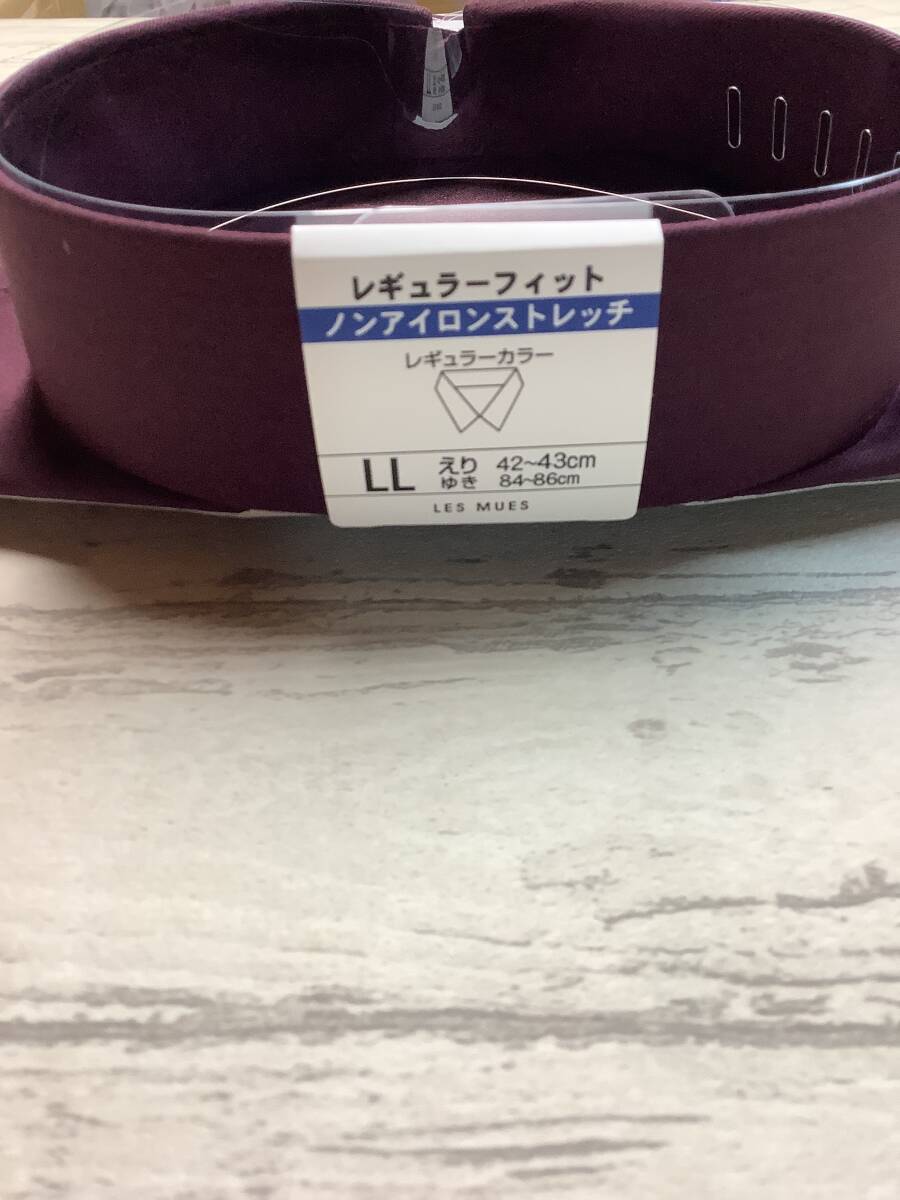 レギュラーフィット
ノンアイロンストレッチ
レギュラーカラー
LL えり 42~43cm
ゆき 84~86cm
LES MUES